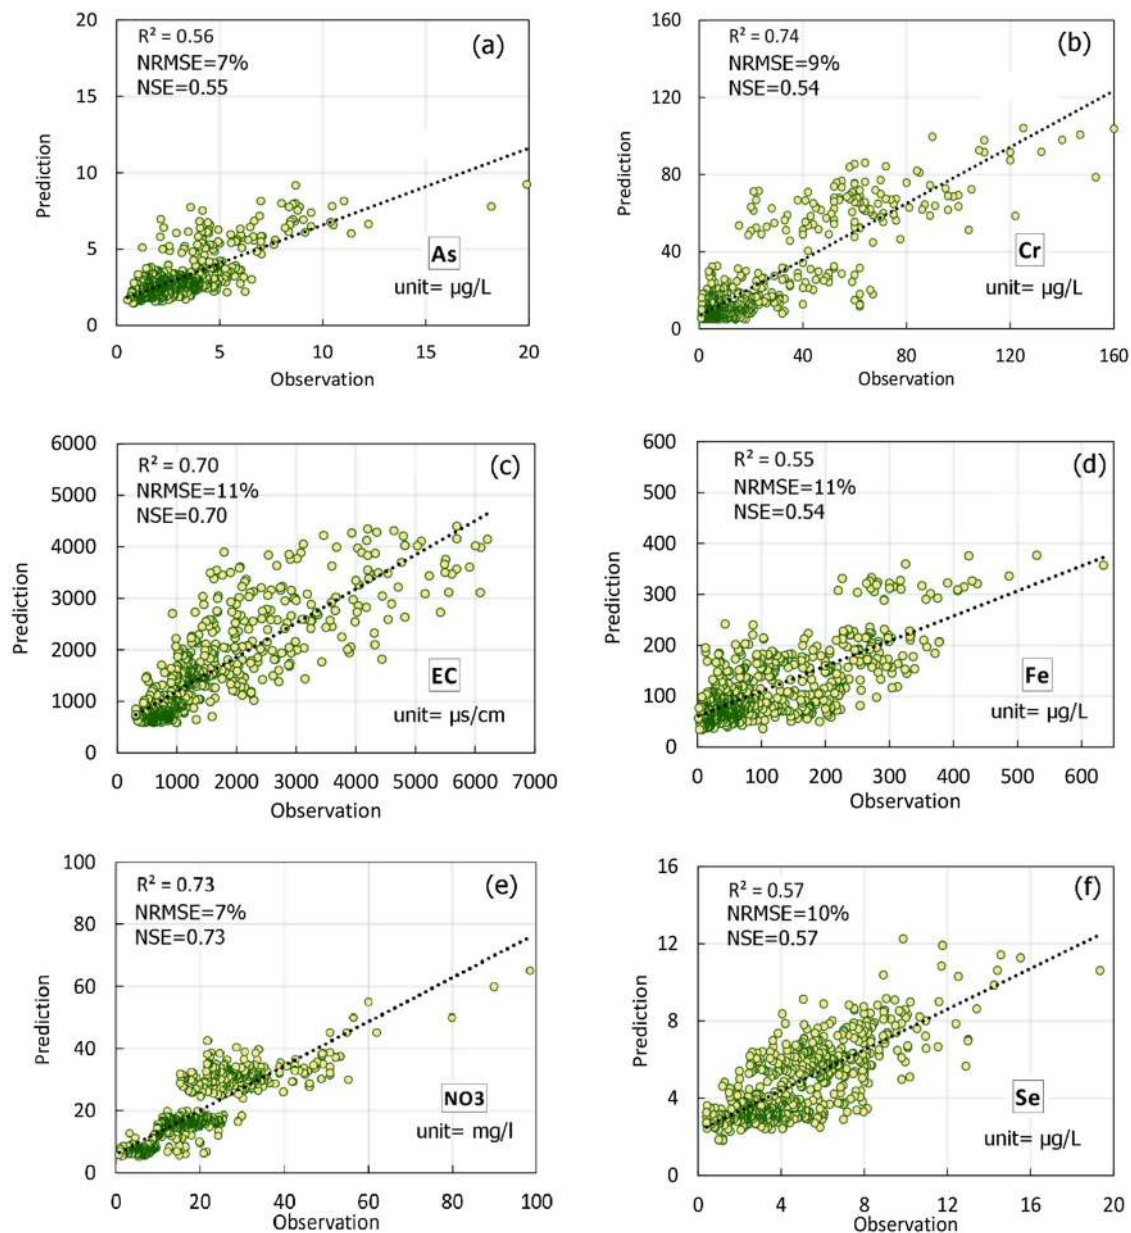 20
15
10
5
0
Prediction
R² = 0.56
NRMSE=7%
NSE=0.55
(a)
As
unit= µg/L
0 5 10 15 20
Observation
160
120
80
40
0
Prediction
R² = 0.74
NRMSE=9%
NSE=0.54
(b)
Cr
unit= µg/L
0 40 80 120 160
Observation
6000
5000
4000
3000
2000
1000
0
Prediction
R² = 0.70
NRMSE=11%
NSE=0.70
(c)
EC
unit= µs/cm
0 1000 2000 3000 4000 5000 6000 7000
Observation
600
500
400
300
200
100
0
Prediction
R² = 0.55
NRMSE=11%
NSE=0.54
(d)
Fe
unit= µg/L
0 100 200 300 400 500 600
Observation
100
80
60
40
20
0
Prediction
R² = 0.73
NRMSE=7%
NSE=0.73
(e)
NO3
unit= mg/l
0 20 40 60 80 100
Observation
16
12
8
4
0
Prediction
R² = 0.57
NRMSE=10%
NSE=0.57
(f)
Se
unit= µg/L
0 4 8 12 16 20
Observation